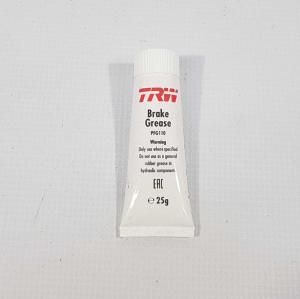 TRW
Brake
Grease
PFG110
Warning
Only use where specified.
Do not use as a general
rubber grease in
hydraulic components
EAC
℮ 25g